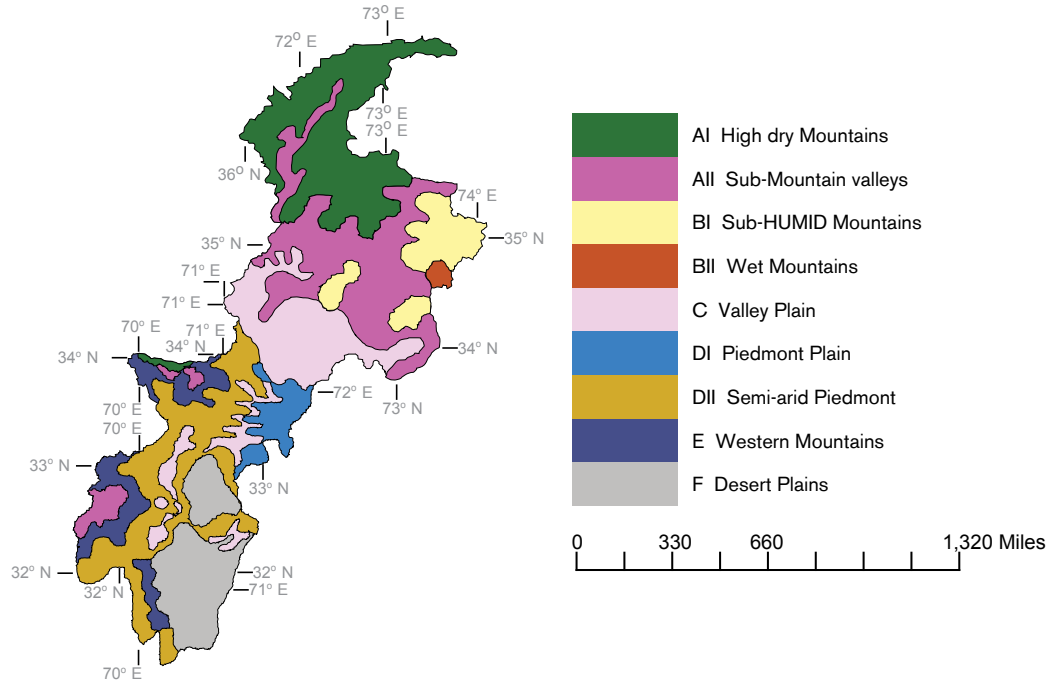 73° E
72° E
73° E
73° E
36° N
74° E
35° N
35° N
71° E
71° E
70° E
71° E
34° N
34° N
34° N
72° E
73° N
70° E
70° E
33° N
33° N
32° N
32° N
32° N
71° E
70° E
AI High dry Mountains
AII Sub-Mountain valleys
BI Sub-HUMID Mountains
BII Wet Mountains
C Valley Plain
DI Piedmont Plain
DII Semi-arid Piedmont
E Western Mountains
F Desert Plains
0 330 660 1,320 Miles